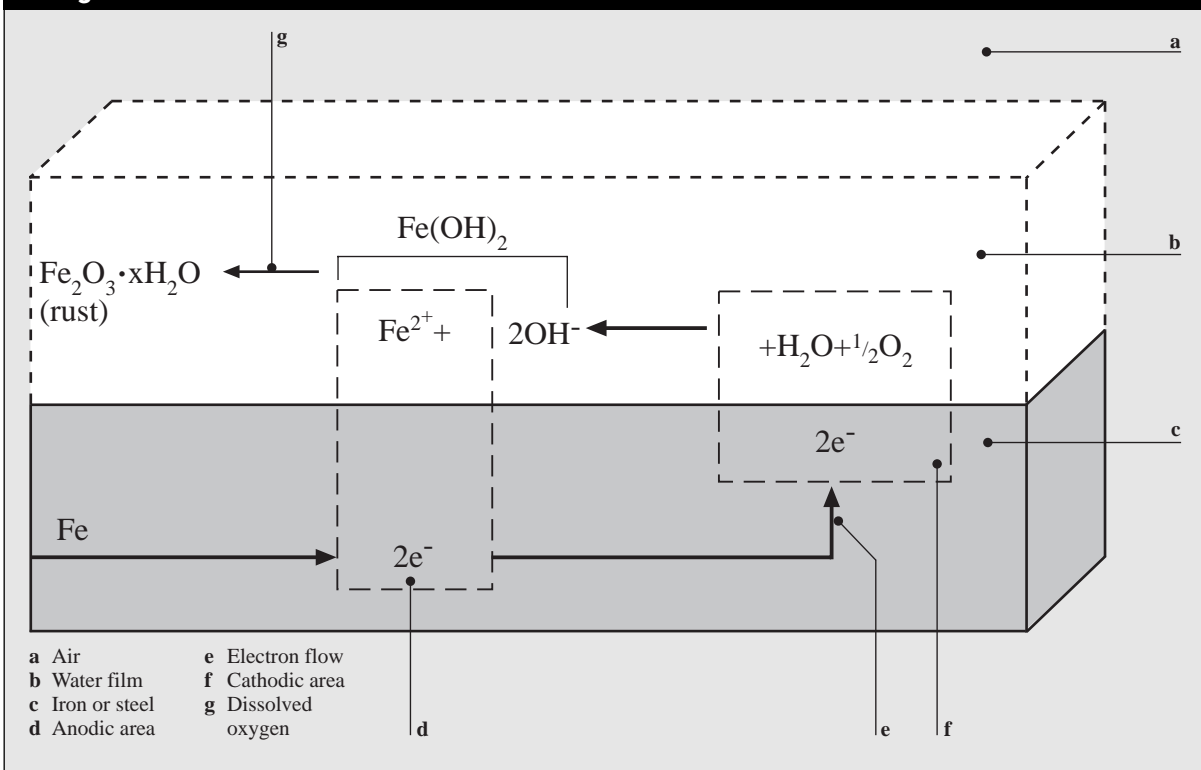 g
a
Fe(OH)₂
b
Fe₂O₃·xH₂O
(rust)
Fe²⁺+
2OH⁻
+H₂O+¹/₂O₂
c
2e⁻
Fe
2e⁻
a Air
b Water film
c Iron or steel
d Anodic area
e Electron flow
f Cathodic area
g Dissolved
oxygen
d
e
f